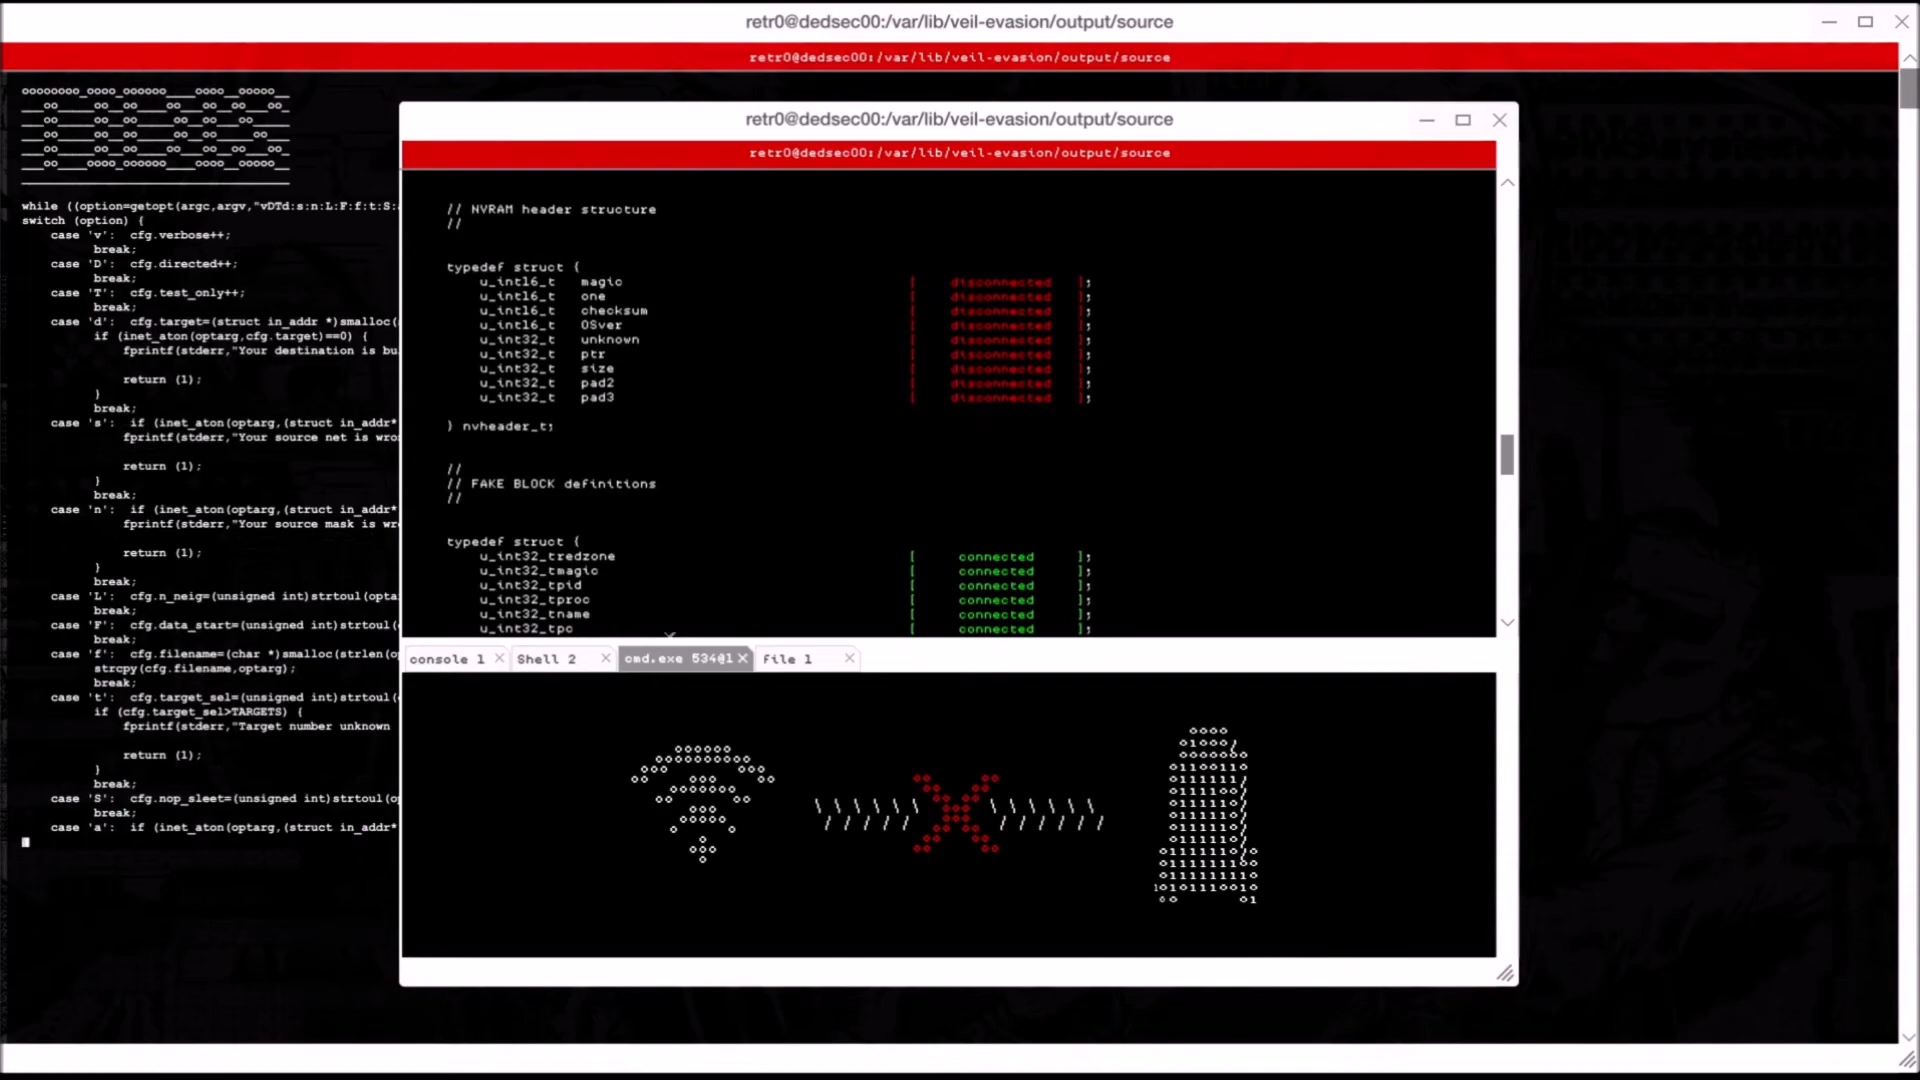 retr0@dedsec00:/var/lib/veil-evasion/output/source
retr0@dedsec00:/var/lib/veil-evasion/output/source
while ((option=getopt(argc,argv,"vDTd:s:n:L:F:f:t:S:
switch (option) {
case 'v':  cfg.verbose++;
break;
case 'D':  cfg.directed++;
break;
case 'T':  cfg.test_only++;
break;
case 'd':  cfg.target=(struct in_addr *)smalloc(
if (inet_aton(optarg,cfg.target)==0) {
fprintf(stderr,"Your destination is bu
return (1);
}
break;
case 's':  if (inet_aton(optarg,(struct in_addr*
fprintf(stderr,"Your source net is wro
return (1);
}
break;
case 'n':  if (inet_aton(optarg,(struct in_addr*
fprintf(stderr,"Your source mask is wr
return (1);
}
break;
case 'L':  cfg.n_neig=(unsigned int)strtoul(opta
break;
case 'F':  cfg.data_start=(unsigned int)strtoul(
break;
case 'f':  cfg.filename=(char *)smalloc(strlen(o
strcpy(cfg.filename,optarg);
break;
case 't':  cfg.target_sel=(unsigned int)strtoul(
if (cfg.target_sel>TARGETS) {
fprintf(stderr,"Target number unknown
return (1);
}
break;
case 'S':  cfg.nop_sleet=(unsigned int)strtoul(o
break;
case 'a':  if (inet_aton(optarg,(struct in_addr*
retr0@dedsec00:/var/lib/veil-evasion/output/source
retr0@dedsec00:/var/lib/veil-evasion/output/source
// NVRAM header structure
//
typedef struct {
u_int16_t   magic   [   disconnected   ];
u_int16_t   one   [   disconnected   ];
u_int16_t   checksum   [   disconnected   ];
u_int16_t   OSver   [   disconnected   ];
u_int32_t   unknown   [   disconnected   ];
u_int32_t   ptr   [   disconnected   ];
u_int32_t   size   [   disconnected   ];
u_int32_t   pad2   [   disconnected   ];
u_int32_t   pad3   [   disconnected   ];
} nvheader_t;
//
// FAKE BLOCK definitions
//
typedef struct {
u_int32_tredzone   [   connected   ];
u_int32_tmagic   [   connected   ];
u_int32_tpid   [   connected   ];
u_int32_tproc   [   connected   ];
u_int32_tname   [   connected   ];
u_int32_tpc   [   connected   ];
console 1   Shell 2   cmd.exe 534@1   File 1